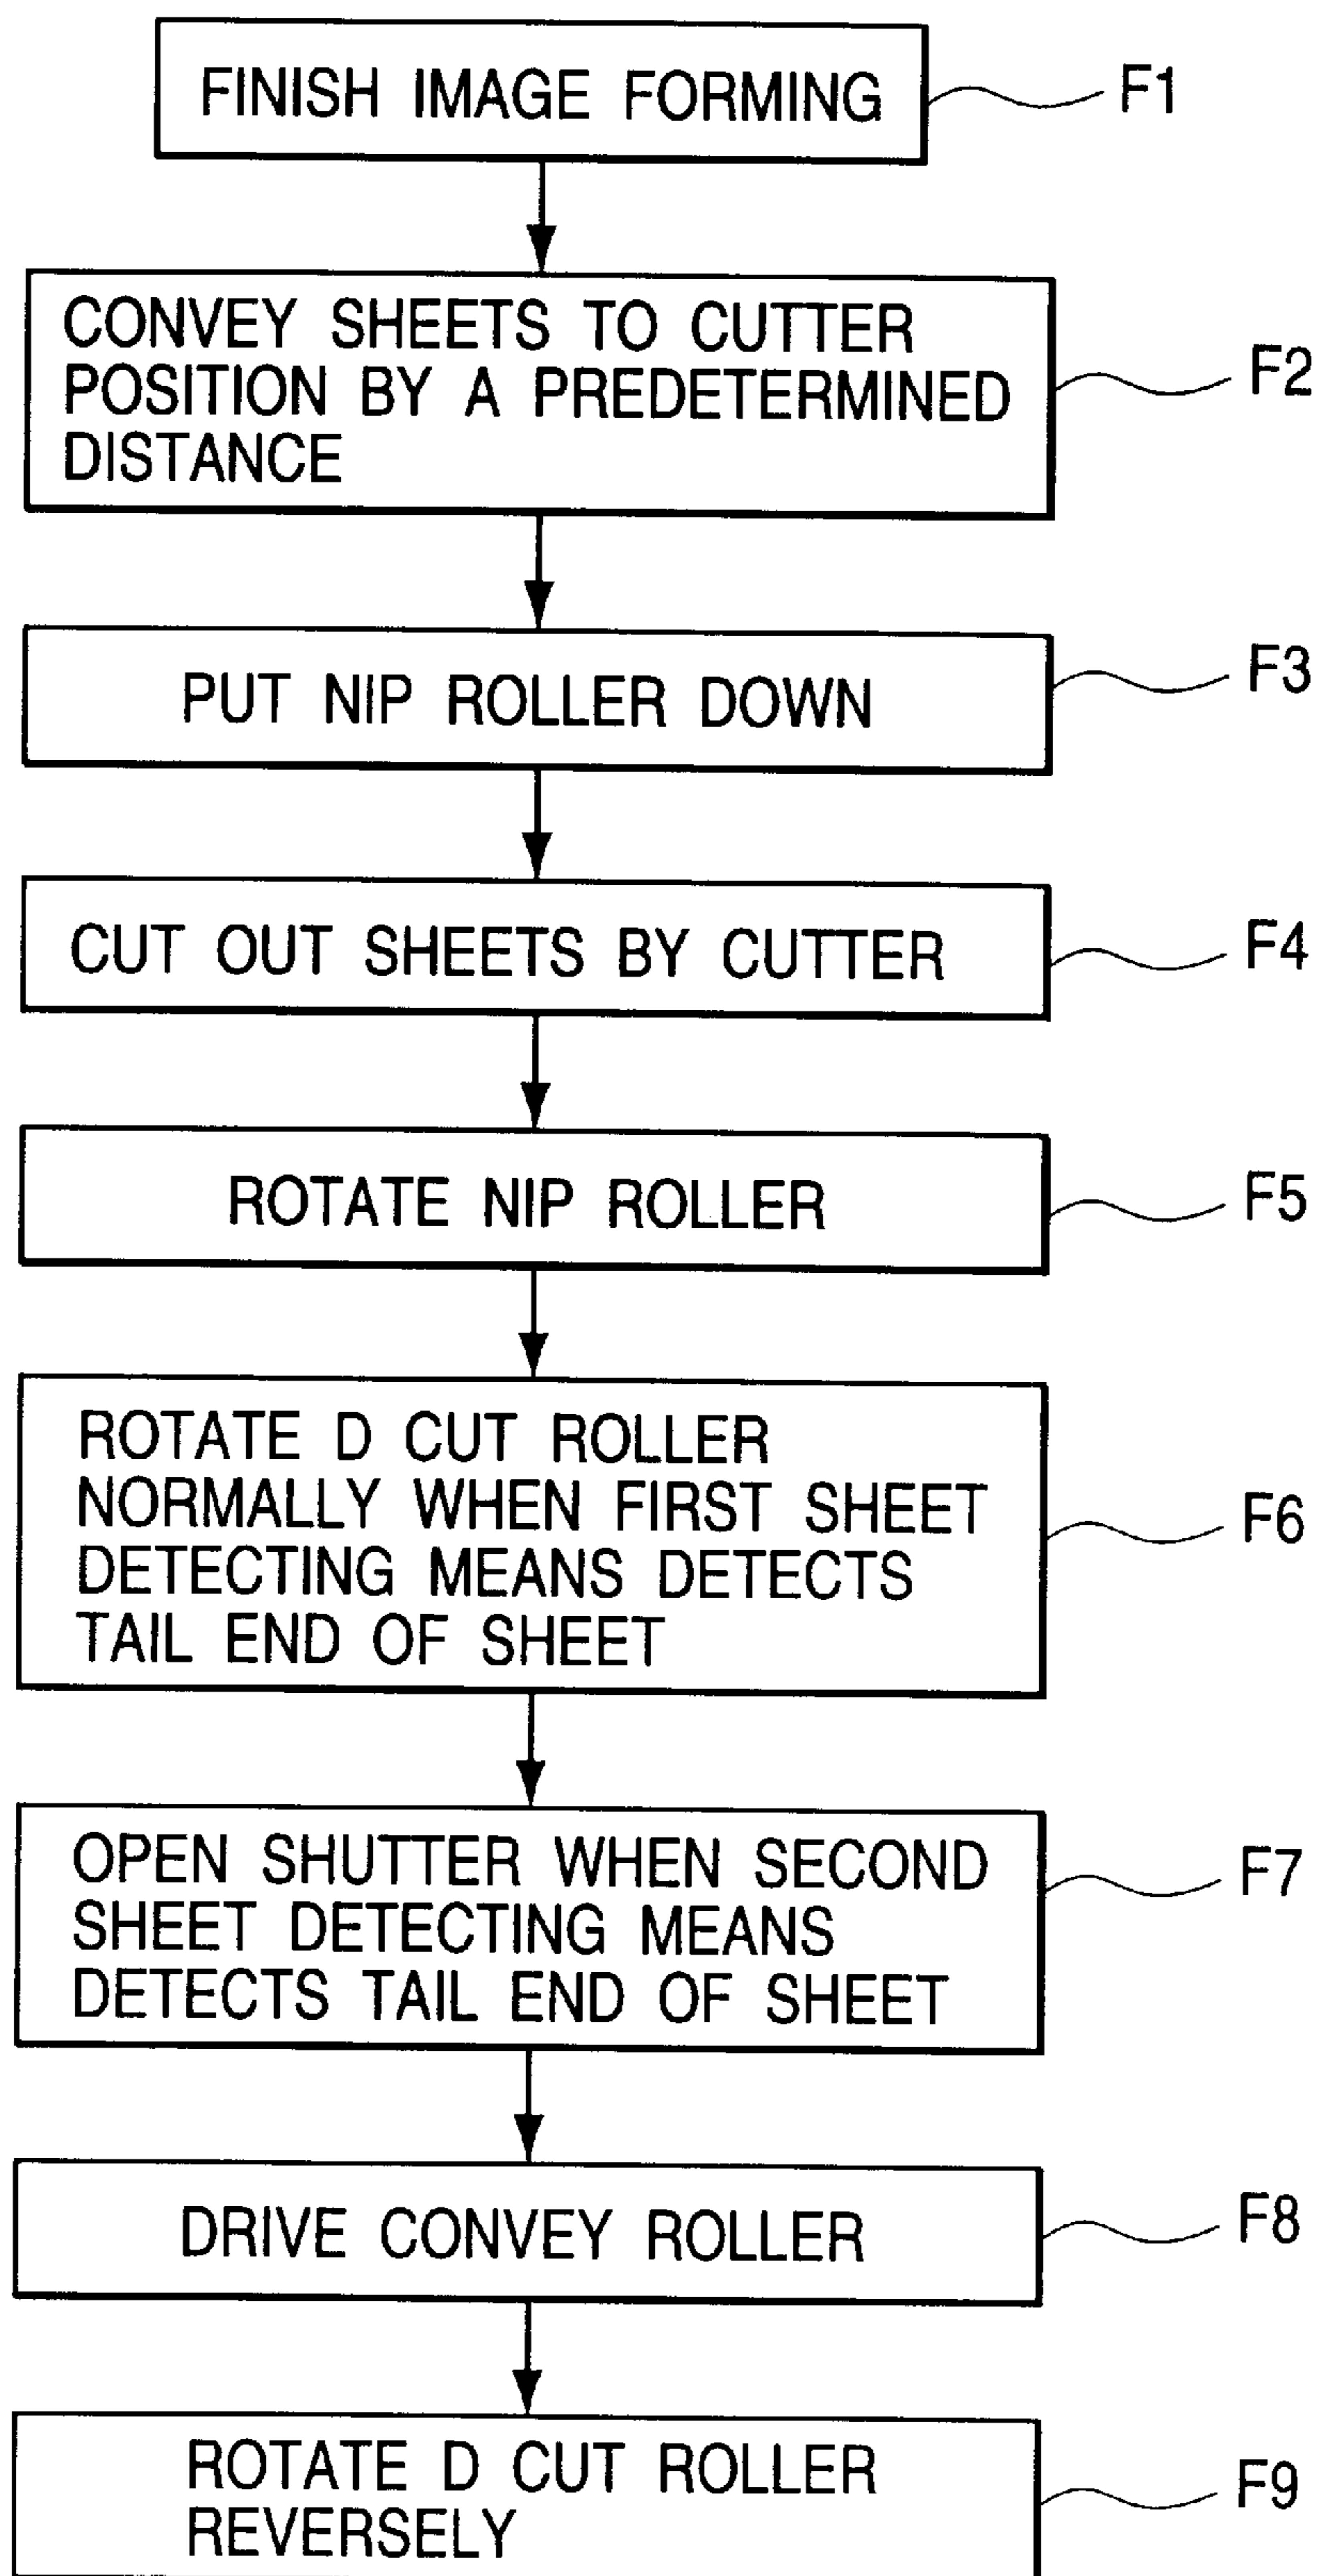 FINISH IMAGE FORMING
F1
CONVEY SHEETS TO CUTTER
POSITION BY A PREDETERMINED
DISTANCE
F2
PUT NIP ROLLER DOWN
F3
CUT OUT SHEETS BY CUTTER
F4
ROTATE NIP ROLLER
F5
ROTATE D CUT ROLLER
NORMALLY WHEN FIRST SHEET
DETECTING MEANS DETECTS
TAIL END OF SHEET
F6
OPEN SHUTTER WHEN SECOND
SHEET DETECTING MEANS
DETECTS TAIL END OF SHEET
F7
DRIVE CONVEY ROLLER
F8
ROTATE D CUT ROLLER
REVERSELY
F9